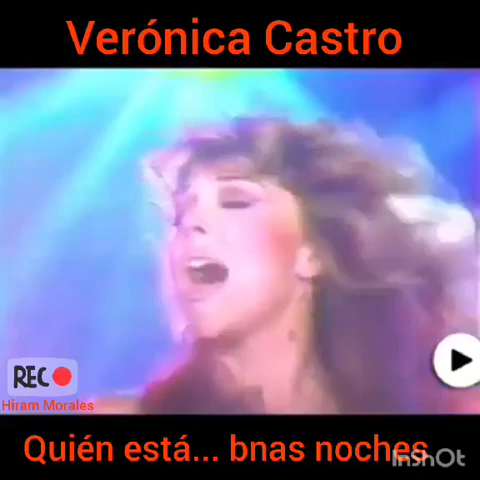 Verónica Castro
REC
Hiram Morales
Quién está... bnas noches
InShOt